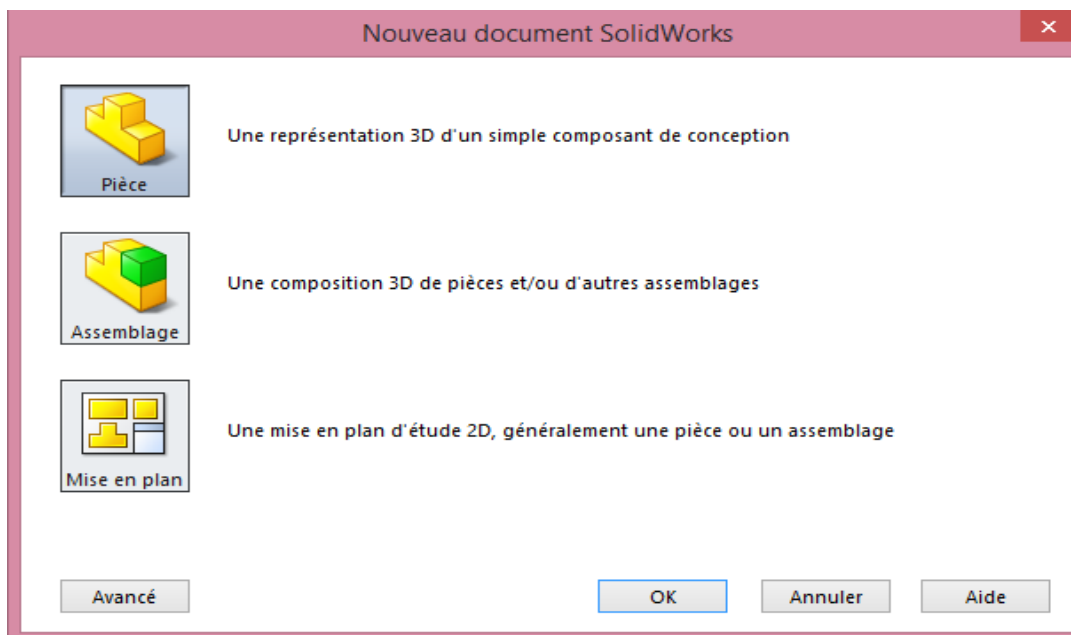 Nouveau document SolidWorks
Pièce
Une représentation 3D d'un simple composant de conception
Assemblage
Une composition 3D de pièces et/ou d'autres assemblages
Mise en plan
Une mise en plan d'étude 2D, généralement une pièce ou un assemblage
Avancé
OK
Annuler
Aide